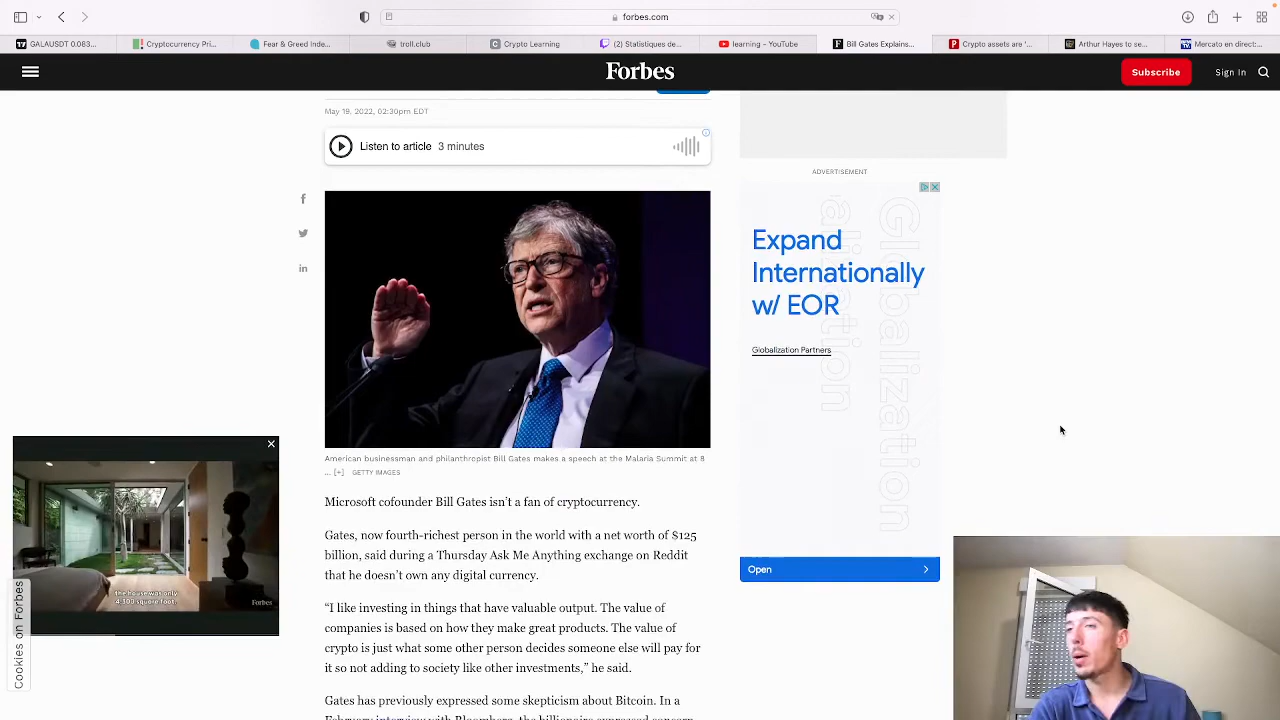 forbes.com
GALAUSDT 0.083...
Cryptocurrency Pri...
Fear & Greed Inde...
troll.club
Crypto Learning
(2) Statistiques de...
learning – YouTube
Bill Gates Explains...
Crypto assets are '...
Arthur Hayes to se...
Mercato en direct:...
Forbes
Subscribe
Sign In
May 19, 2022, 02:30pm EDT
Listen to article 3 minutes
ADVERTISEMENT
Expand
Internationally
w/ EOR
Globalization Partners
Globalization
Open
American businessman and philanthropist Bill Gates makes a speech at the Malaria Summit at 8
... [+] GETTY IMAGES
Microsoft cofounder Bill Gates isn't a fan of cryptocurrency.
Gates, now fourth-richest person in the world with a net worth of $125
billion, said during a Thursday Ask Me Anything exchange on Reddit
that he doesn't own any digital currency.
“I like investing in things that have valuable output. The value of
companies is based on how they make great products. The value of
crypto is just what some other person decides someone else will pay for
it so not adding to society like other investments,” he said.
Gates has previously expressed some skepticism about Bitcoin. In a
February interview with Bloomberg, the billionaire expressed concern
the house was only
4,300 square foot,
Forbes
Cookies on Forbes